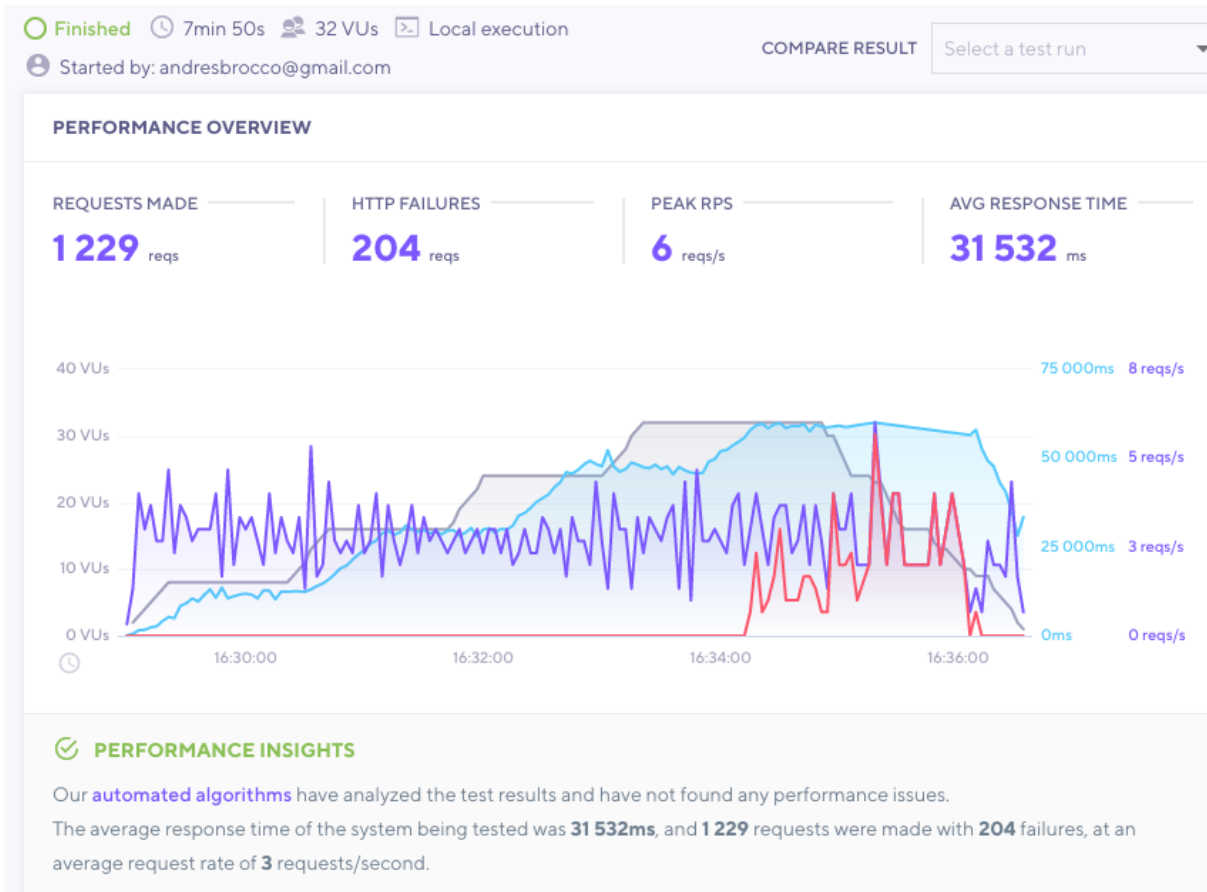 Finished 7min 50s 32 VUs Local execution
Started by: andresbrocco@gmail.com
COMPARE RESULT Select a test run
PERFORMANCE OVERVIEW
REQUESTS MADE
1 229 reqs
HTTP FAILURES
204 reqs
PEAK RPS
6 reqs/s
AVG RESPONSE TIME
31 532 ms
40 VUs 75 000ms 8 reqs/s
30 VUs
50 000ms 5 reqs/s
20 VUs
25 000ms 3 reqs/s
10 VUs
0 VUs 0ms 0 reqs/s
16:30:00 16:32:00 16:34:00 16:36:00
PERFORMANCE INSIGHTS
Our automated algorithms have analyzed the test results and have not found any performance issues.
The average response time of the system being tested was 31 532ms, and 1 229 requests were made with 204 failures, at an
average request rate of 3 requests/second.